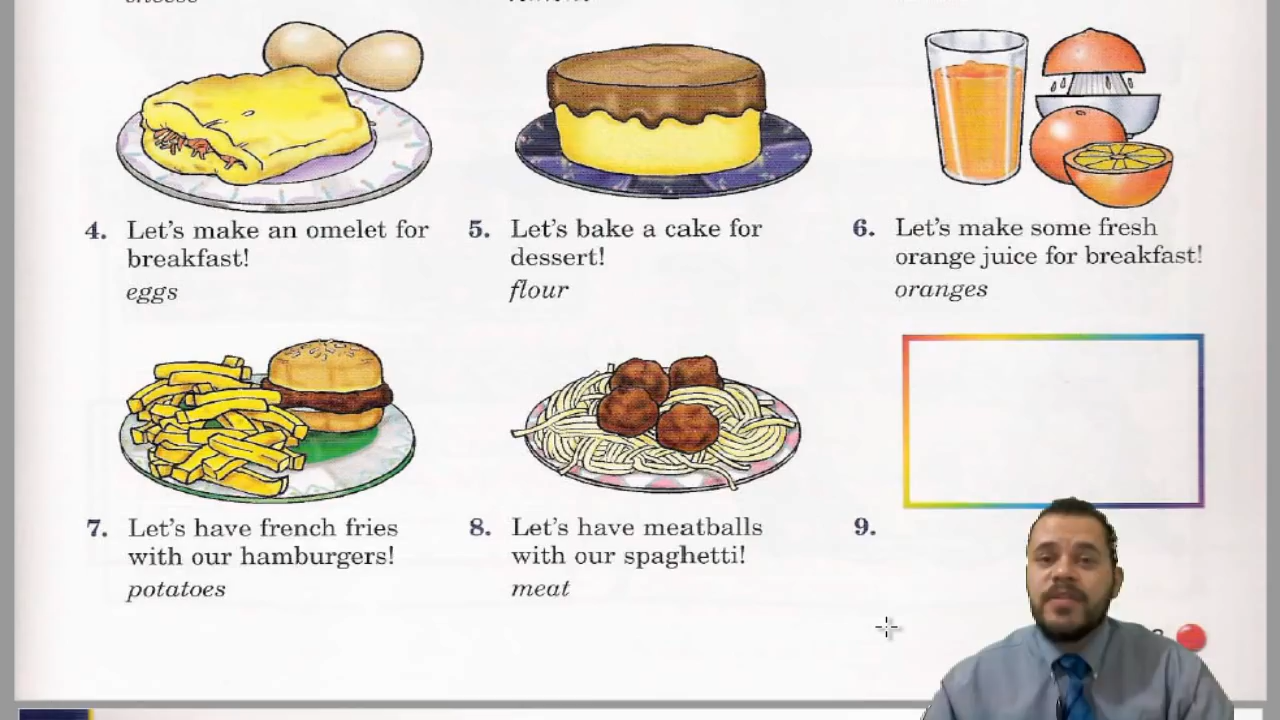 4. Let's make an omelet for
breakfast!
eggs
5. Let's bake a cake for
dessert!
flour
6. Let's make some fresh
orange juice for breakfast!
oranges
7. Let's have french fries
with our hamburgers!
potatoes
8. Let's have meatballs
with our spaghetti!
meat
9.